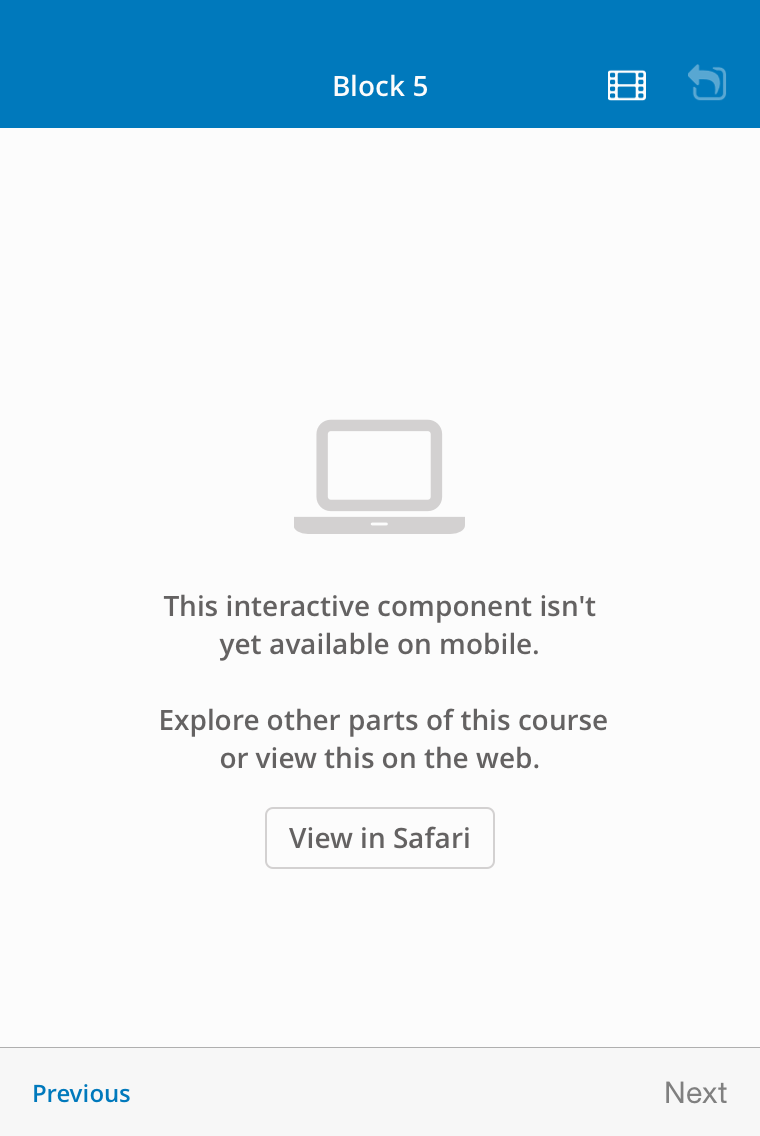 Block 5
This interactive component isn't
yet available on mobile.
Explore other parts of this course
or view this on the web.
View in Safari
Previous
Next